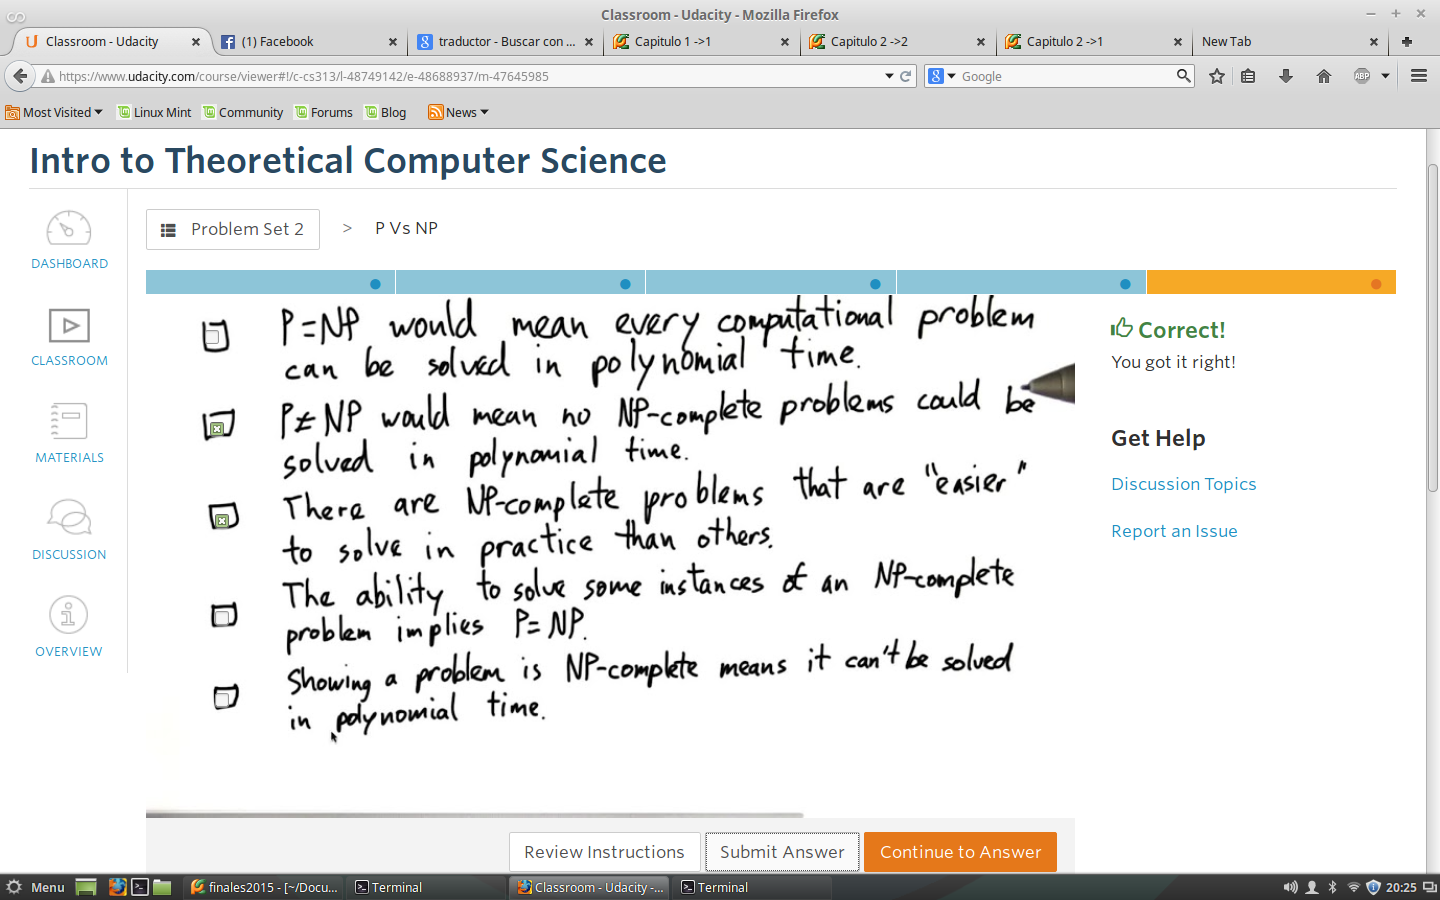 Classroom - Udacity - Mozilla Firefox
Classroom - Udacity
(1) Facebook
traductor - Buscar con ...
Capitulo 1 ->1
Capitulo 2 ->2
Capitulo 2 ->1
New Tab
https://www.udacity.com/course/viewer#!/c-cs313/l-48749142/e-48688937/m-47645985
Google
ABP
Most Visited
Linux Mint
Community
Forums
Blog
News
Intro to Theoretical Computer Science
DASHBOARD
CLASSROOM
MATERIALS
DISCUSSION
OVERVIEW
Problem Set 2 > P Vs NP
P=NP would mean every computational problem
can be solved in polynomial time.
P≠NP would mean no NP-complete problems could be
solved in polynomial time.
There are NP-complete problems that are "easier"
to solve in practice than others.
The ability to solve some instances of an NP-complete
problem implies P=NP.
Showing a problem is NP-complete means it can't be solved
in polynomial time.
Correct!
You got it right!
Get Help
Discussion Topics
Report an Issue
Review Instructions
Submit Answer
Continue to Answer
Menu
finales2015 - [~/Docu...
Terminal
Classroom - Udacity -...
Terminal
20:25